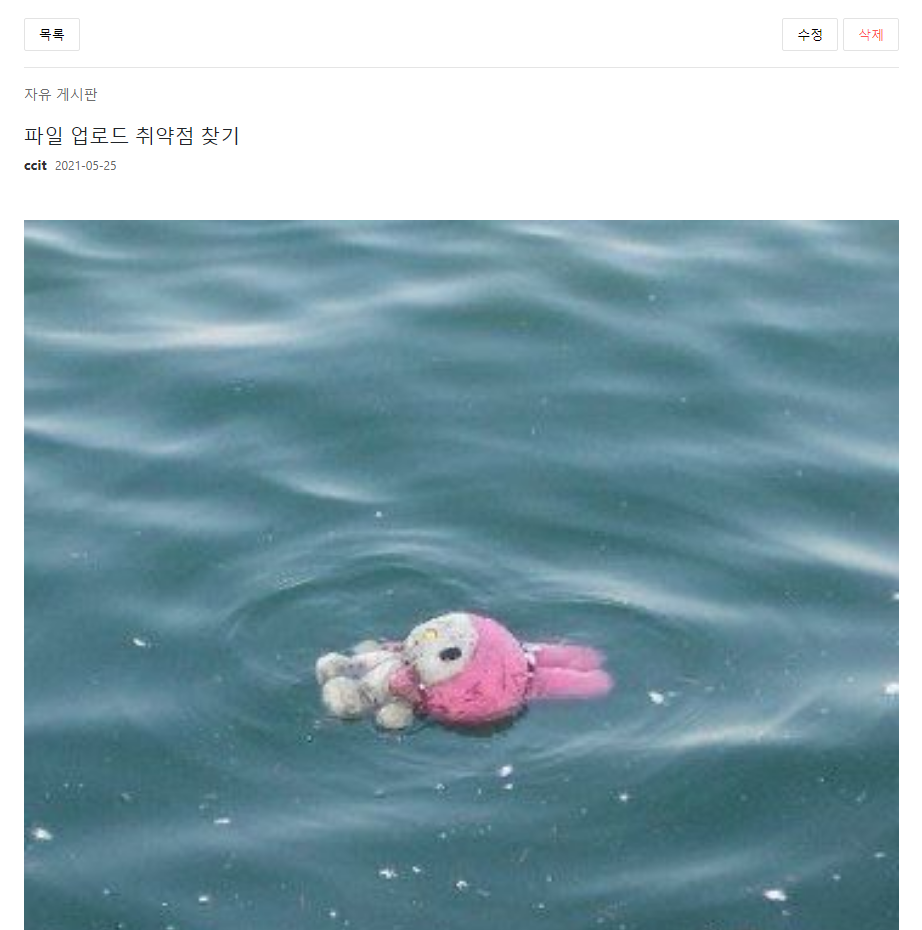 목록
수정 삭제
자유 게시판
파일 업로드 취약점 찾기
ccit 2021-05-25